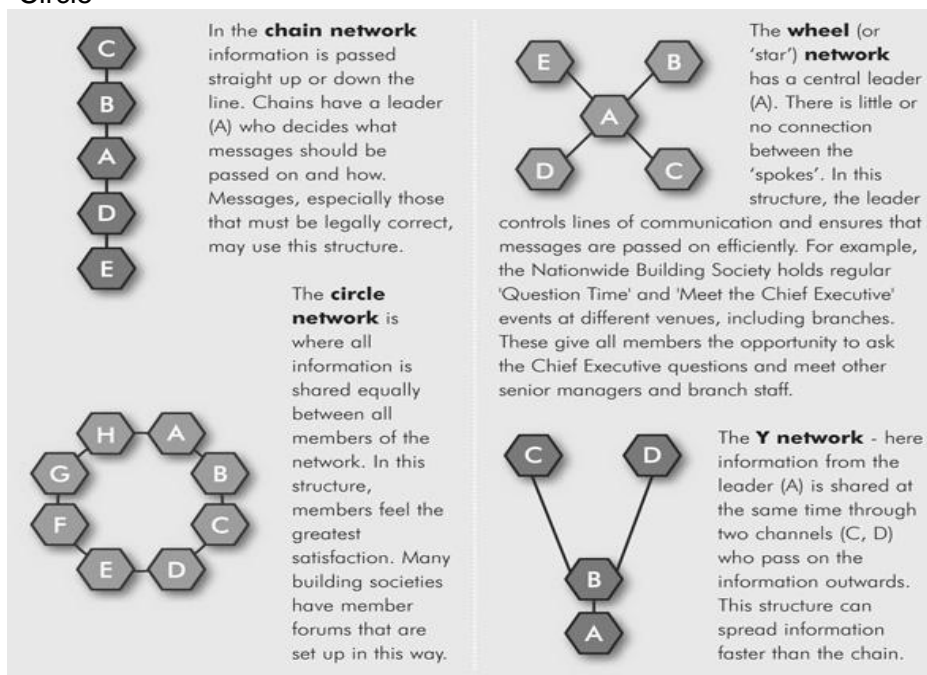 Circle
C
B
A
D
E
In the chain network
information is passed
straight up or down the
line. Chains have a leader
(A) who decides what
messages should be
passed on and how.
Messages, especially those
that must be legally correct,
may use this structure.
H
A
G
B
F
C
E
D
The circle
network is
where all
information is
shared equally
between all
members of the
network. In this
structure,
members feel the
greatest
satisfaction. Many
building societies
have member
forums that are
set up in this way.
E
B
A
D
C
The wheel (or
‘star’) network
has a central leader
(A). There is little or
no connection
between the
‘spokes’. In this
structure, the leader
controls lines of communication and ensures that
messages are passed on efficiently. For example,
the Nationwide Building Society holds regular
'Question Time' and 'Meet the Chief Executive'
events at different venues, including branches.
These give all members the opportunity to ask
the Chief Executive questions and meet other
senior managers and branch staff.
C
D
B
A
The Y network - here
information from the
leader (A) is shared at
the same time through
two channels (C, D)
who pass on the
information outwards.
This structure can
spread information
faster than the chain.